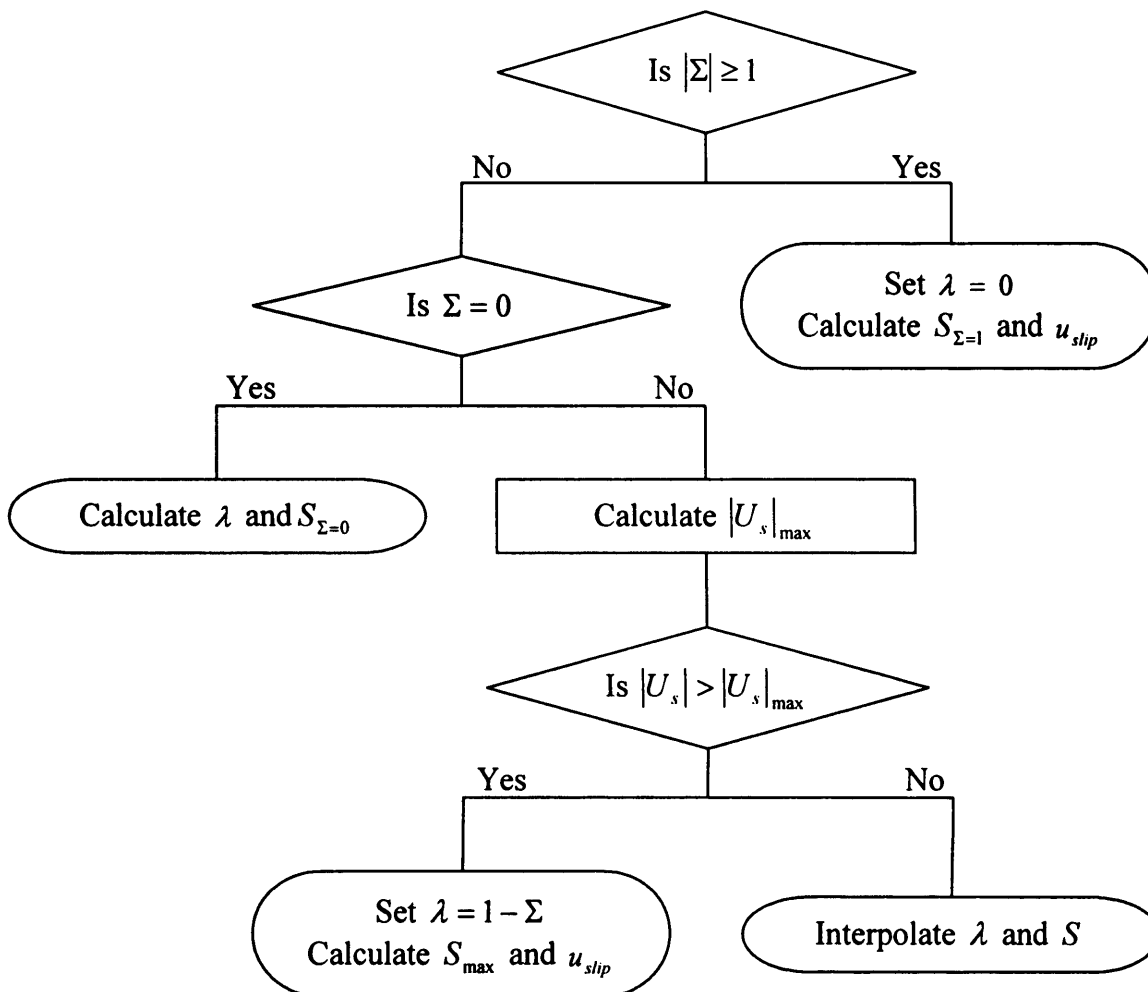 Is |Σ| ≥ 1
No
Yes
Is Σ = 0
Set λ = 0
Calculate S_{Σ=1} and u_{slip}
Yes
No
Calculate λ and S_{Σ=0}
Calculate |U_s|_{max}
Is |U_s| > |U_s|_{max}
Yes
No
Set λ = 1 − Σ
Calculate S_{max} and u_{slip}
Interpolate λ and S